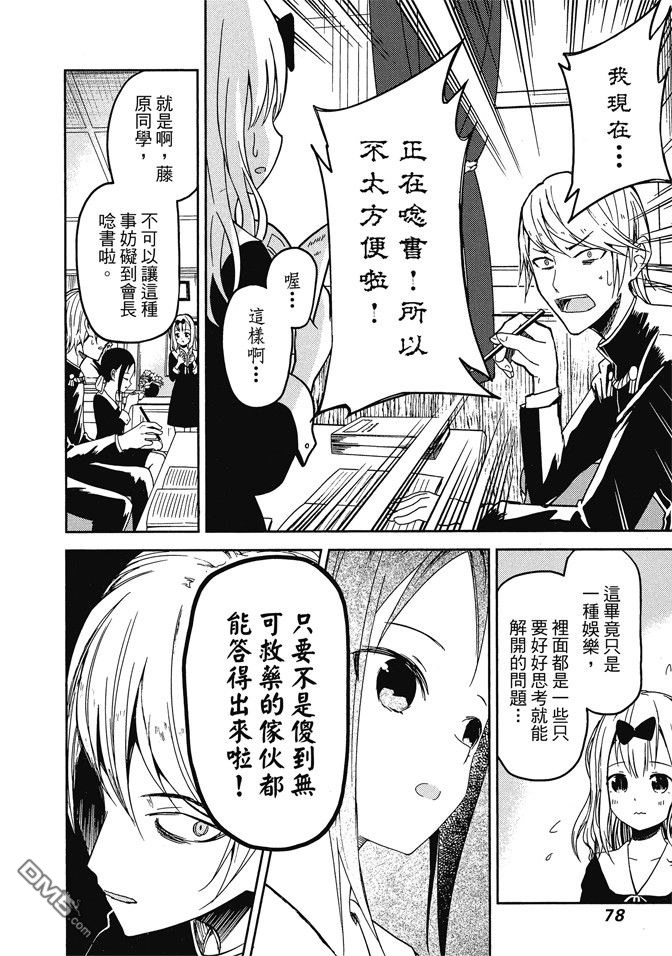 我現在…
正在唸書！所以
不太方便啦！
喔…
這樣啊…
就是啊，藤
原同學，
不可以讓這種
事妨礙到會長
唸書啦。
這畢竟只是
一種娛樂，
裡面都是一些只
要好好思考就能
解開的問題…
只要不是傻到無
可救藥的傢伙都
能答得出來啦！
78
DM5.com